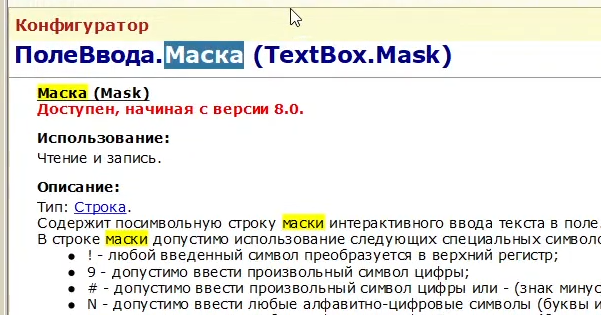 Конфигуратор
ПолеВвода.Маска (TextBox.Mask)
Маска (Mask)
Доступен, начиная с версии 8.0.
Использование:
Чтение и запись.
Описание:
Тип: Строка.
Содержит посимвольную строку маски интерактивного ввода текста в поле.
В строке маски допустимо использование следующих специальных символо
• ! - любой введенный символ преобразуется в верхний регистр;
• 9 - допустимо ввести произвольный символ цифры;
• # - допустимо ввести произвольный символ цифры или - (знак минус
• N - допустимо ввести любые алфавитно-цифровые символы (буквы и